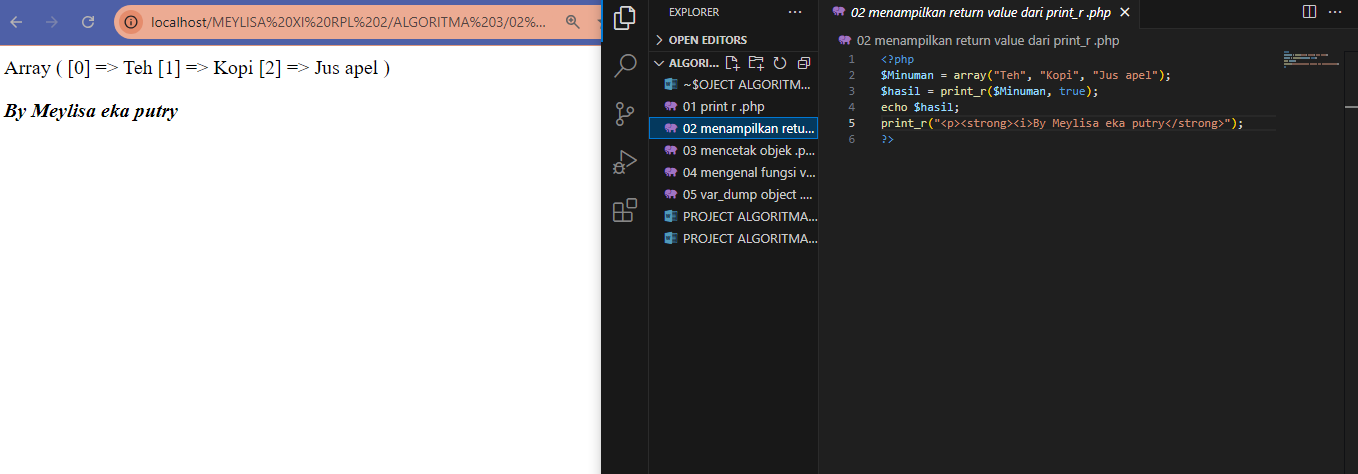 localhost/MEYLISA%20XI%20RPL%202/ALGORITMA%203/02%...
Array ( [0] => Teh [1] => Kopi [2] => Jus apel )
By Meylisa eka putry
EXPLORER
OPEN EDITORS
ALGORI...
~$OJECT ALGORITM...
01 print r .php
02 menampilkan retu...
03 mencetak objek .p...
04 mengenal fungsi v...
05 var_dump object ....
PROJECT ALGORITMA...
PROJECT ALGORITMA...
02 menampilkan return value dari print_r .php
02 menampilkan return value dari print_r .php
1 <?php
2 $Minuman = array("Teh", "Kopi", "Jus apel");
3 $hasil = print_r($Minuman, true);
4 echo $hasil;
5 print_r("<p><strong><i>By Meylisa eka putry</strong>");
6 ?>